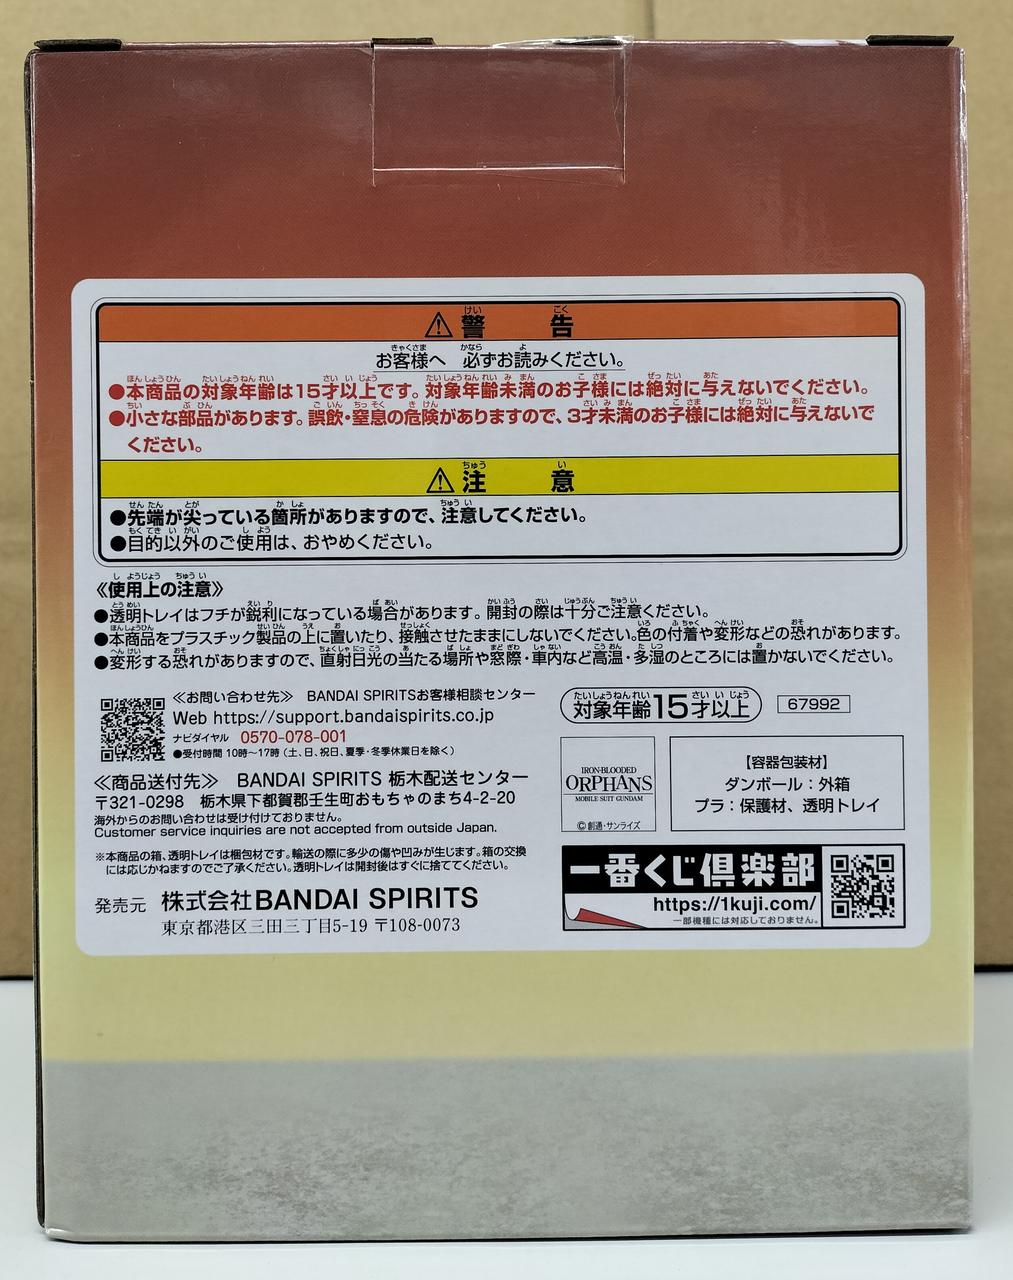 ⚠警告
お客様へ 必ずお読みください。
●本商品の対象年齢は15才以上です。対象年齢未満のお子様には絶対に与えないでください。
●小さな部品があります。誤飲・窒息の危険がありますので、3才未満のお子様には絶対に与えないで
ください。
⚠注意
●先端が尖っている箇所がありますので、注意してください。
●目的以外のご使用は、おやめください。
《使用上の注意》
●透明トレイはフチが鋭利になっている場合があります。開封の際は十分ご注意ください。
●本商品をプラスチック製品の上に置いたり、接触させたままにしないでください。色の付着や変形などの恐れがあります。
●変形する恐れがありますので、直射日光の当たる場所や窓際・車内など高温・多湿のところには置かないでください。
≪お問い合わせ先≫ BANDAI SPIRITSお客様相談センター
Web https://support.bandaispirits.co.jp
ナビダイヤル 0570-078-001
●受付時間 10時～17時(土、日、祝日、夏季・冬季休業日を除く)
≪商品送付先≫ BANDAI SPIRITS 栃木配送センター
〒321-0298 栃木県下都賀郡壬生町おもちゃのまち4-2-20
海外からのお問い合わせは受け付けておりません。
Customer service inquiries are not accepted from outside Japan.
※本商品の箱、透明トレイは梱包材です。輸送の際に多少の傷や凹みが生じます。箱の交換
には応じかねますのでご了承ください。透明トレイは開封後はすぐに捨ててください。
発売元 株式会社BANDAI SPIRITS
東京都港区三田三丁目5-19 〒108-0073
対象年齢15才以上
67992
IRON-BLOODED
ORPHANS
MOBILE SUIT GUNDAM
©創通・サンライズ
【容器包装材】
ダンボール：外箱
プラ：保護材、透明トレイ
一番くじ倶楽部
https://1kuji.com/
一部機種には対応しておりません。